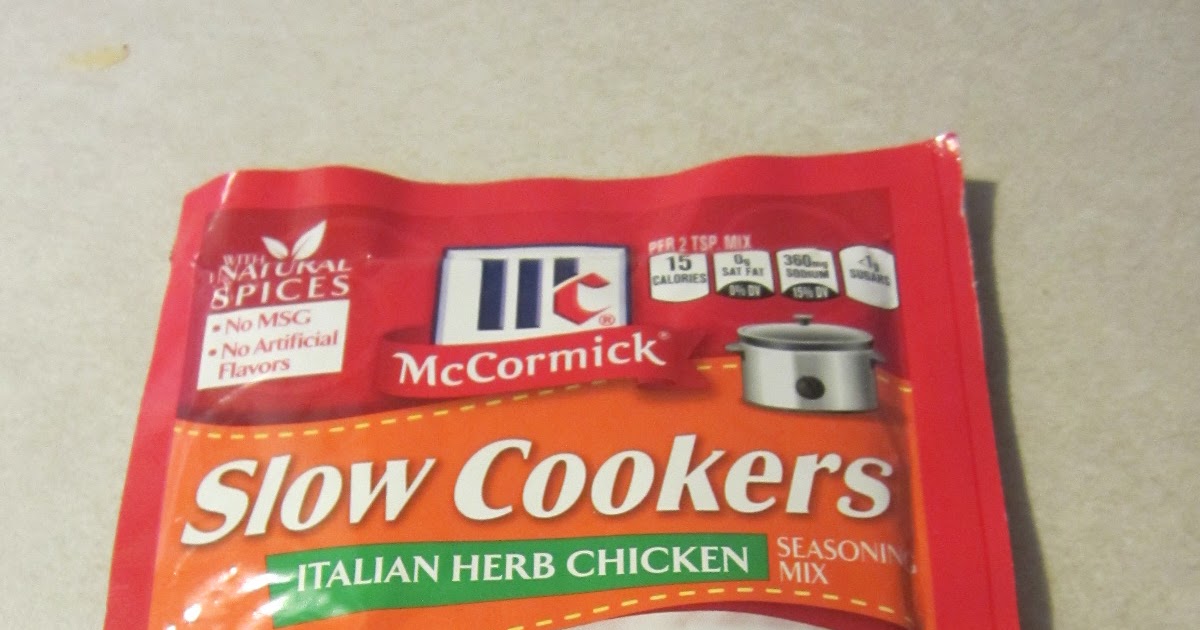 WITH
NATURAL
SPICES
• No MSG
• No Artificial
Flavors
Mc®
McCormick®
PER 2 TSP MIX
15
CALORIES
0g
SAT FAT
0% DV
360mg
SODIUM
15% DV
<1g
SUGARS
Slow Cookers
ITALIAN HERB CHICKEN
SEASONING
MIX